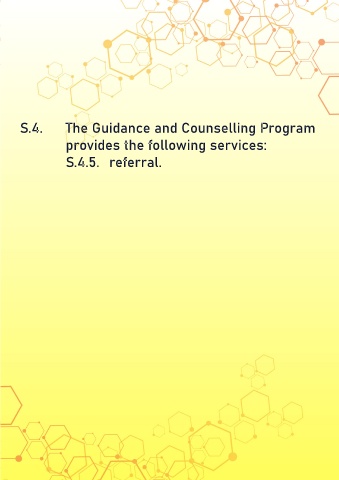 S.4. The Guidance and Counselling Program
provides the following services:
S.4.5. referral.